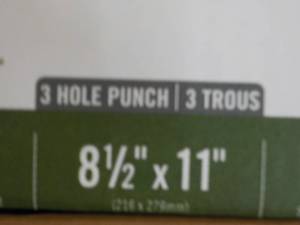 3 HOLE PUNCH | 3 TROUS
8½" x 11"
(216 x 279mm)